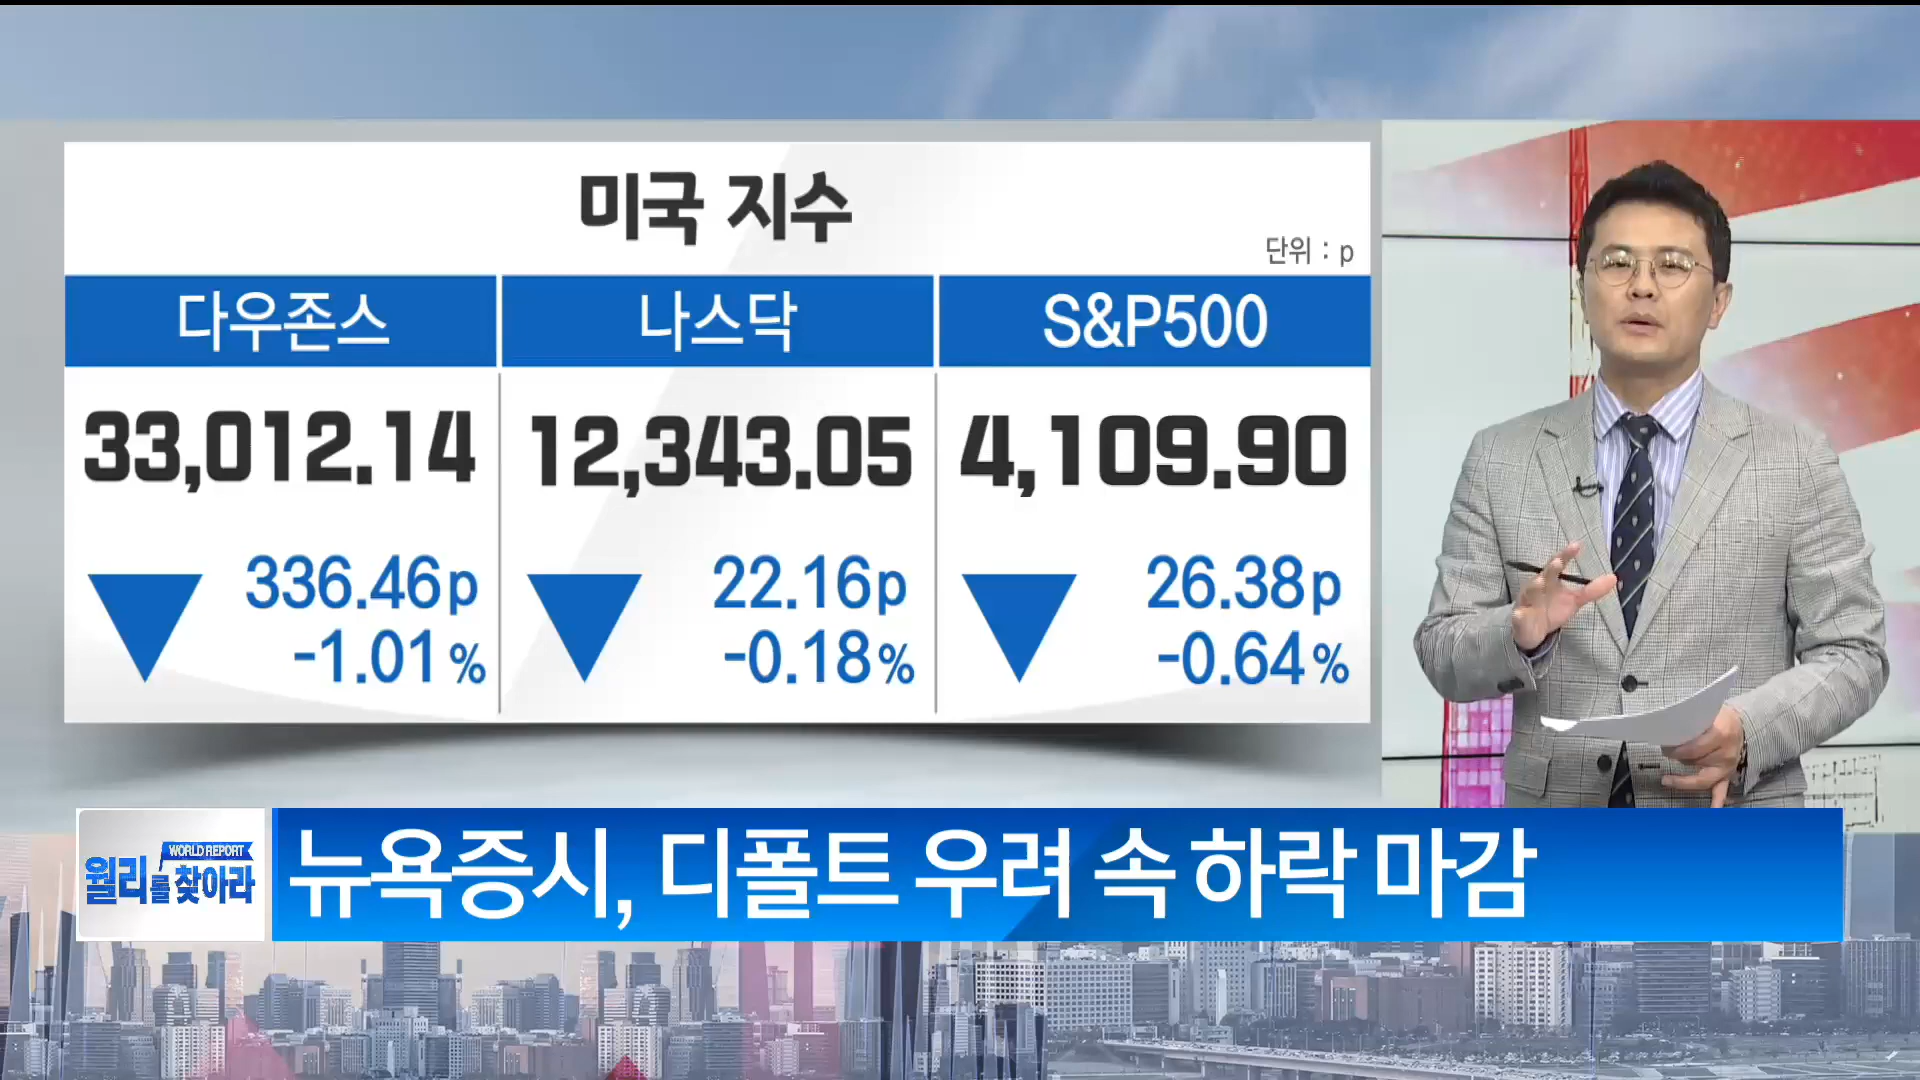 미국 지수
단위 : p
다우존스 나스닥 S&P500
33,012.14 12,343.05 4,109.90
▼ 336.46p ▼ 22.16p ▼ 26.38p
-1.01% -0.18% -0.64%
WORLD REPORT
월리를 찾아라
뉴욕증시, 디폴트 우려 속 하락 마감